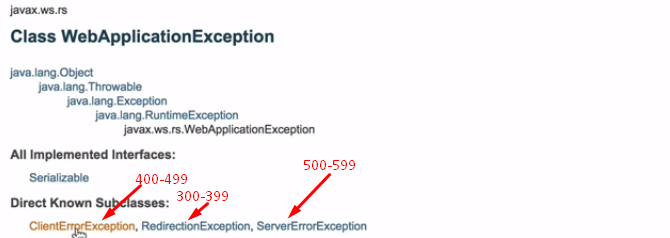 javax.ws.rs
Class WebApplicationException
java.lang.Object
java.lang.Throwable
java.lang.Exception
java.lang.RuntimeException
javax.ws.rs.WebApplicationException
All Implemented Interfaces:
500-599
Serializable
400-499
300-399
Direct Known Subclasses:
ClientErrorException, RedirectionException, ServerErrorException